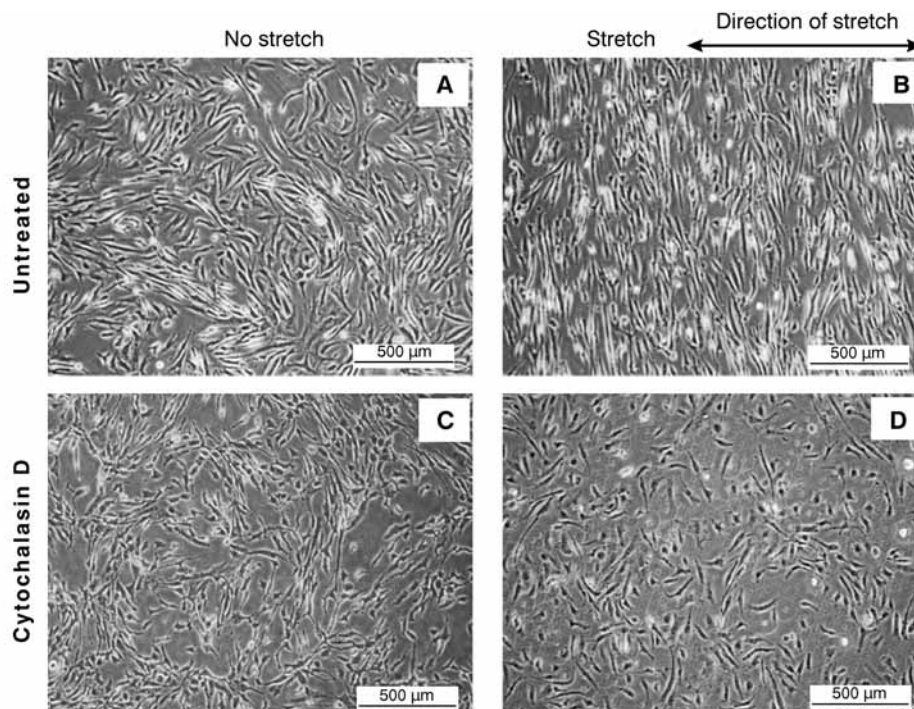 No stretch
Stretch
Direction of stretch
Untreated
A
500 µm
B
500 µm
Cytochalasin D
C
500 µm
D
500 µm